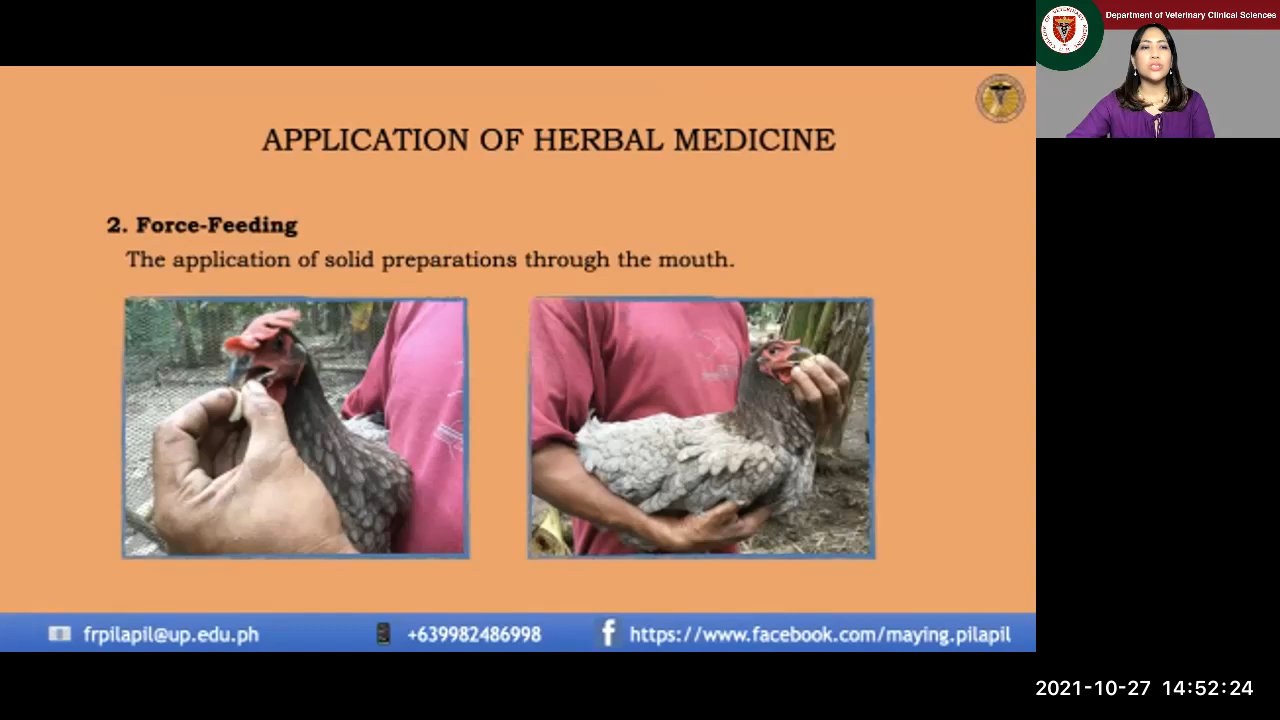 Department of Veterinary Clinical Sciences
APPLICATION OF HERBAL MEDICINE
2. Force-Feeding
The application of solid preparations through the mouth.
frpilapil@up.edu.ph
+639982486998
https://www.facebook.com/maying.pilapil
2021-10-27 14:52:24